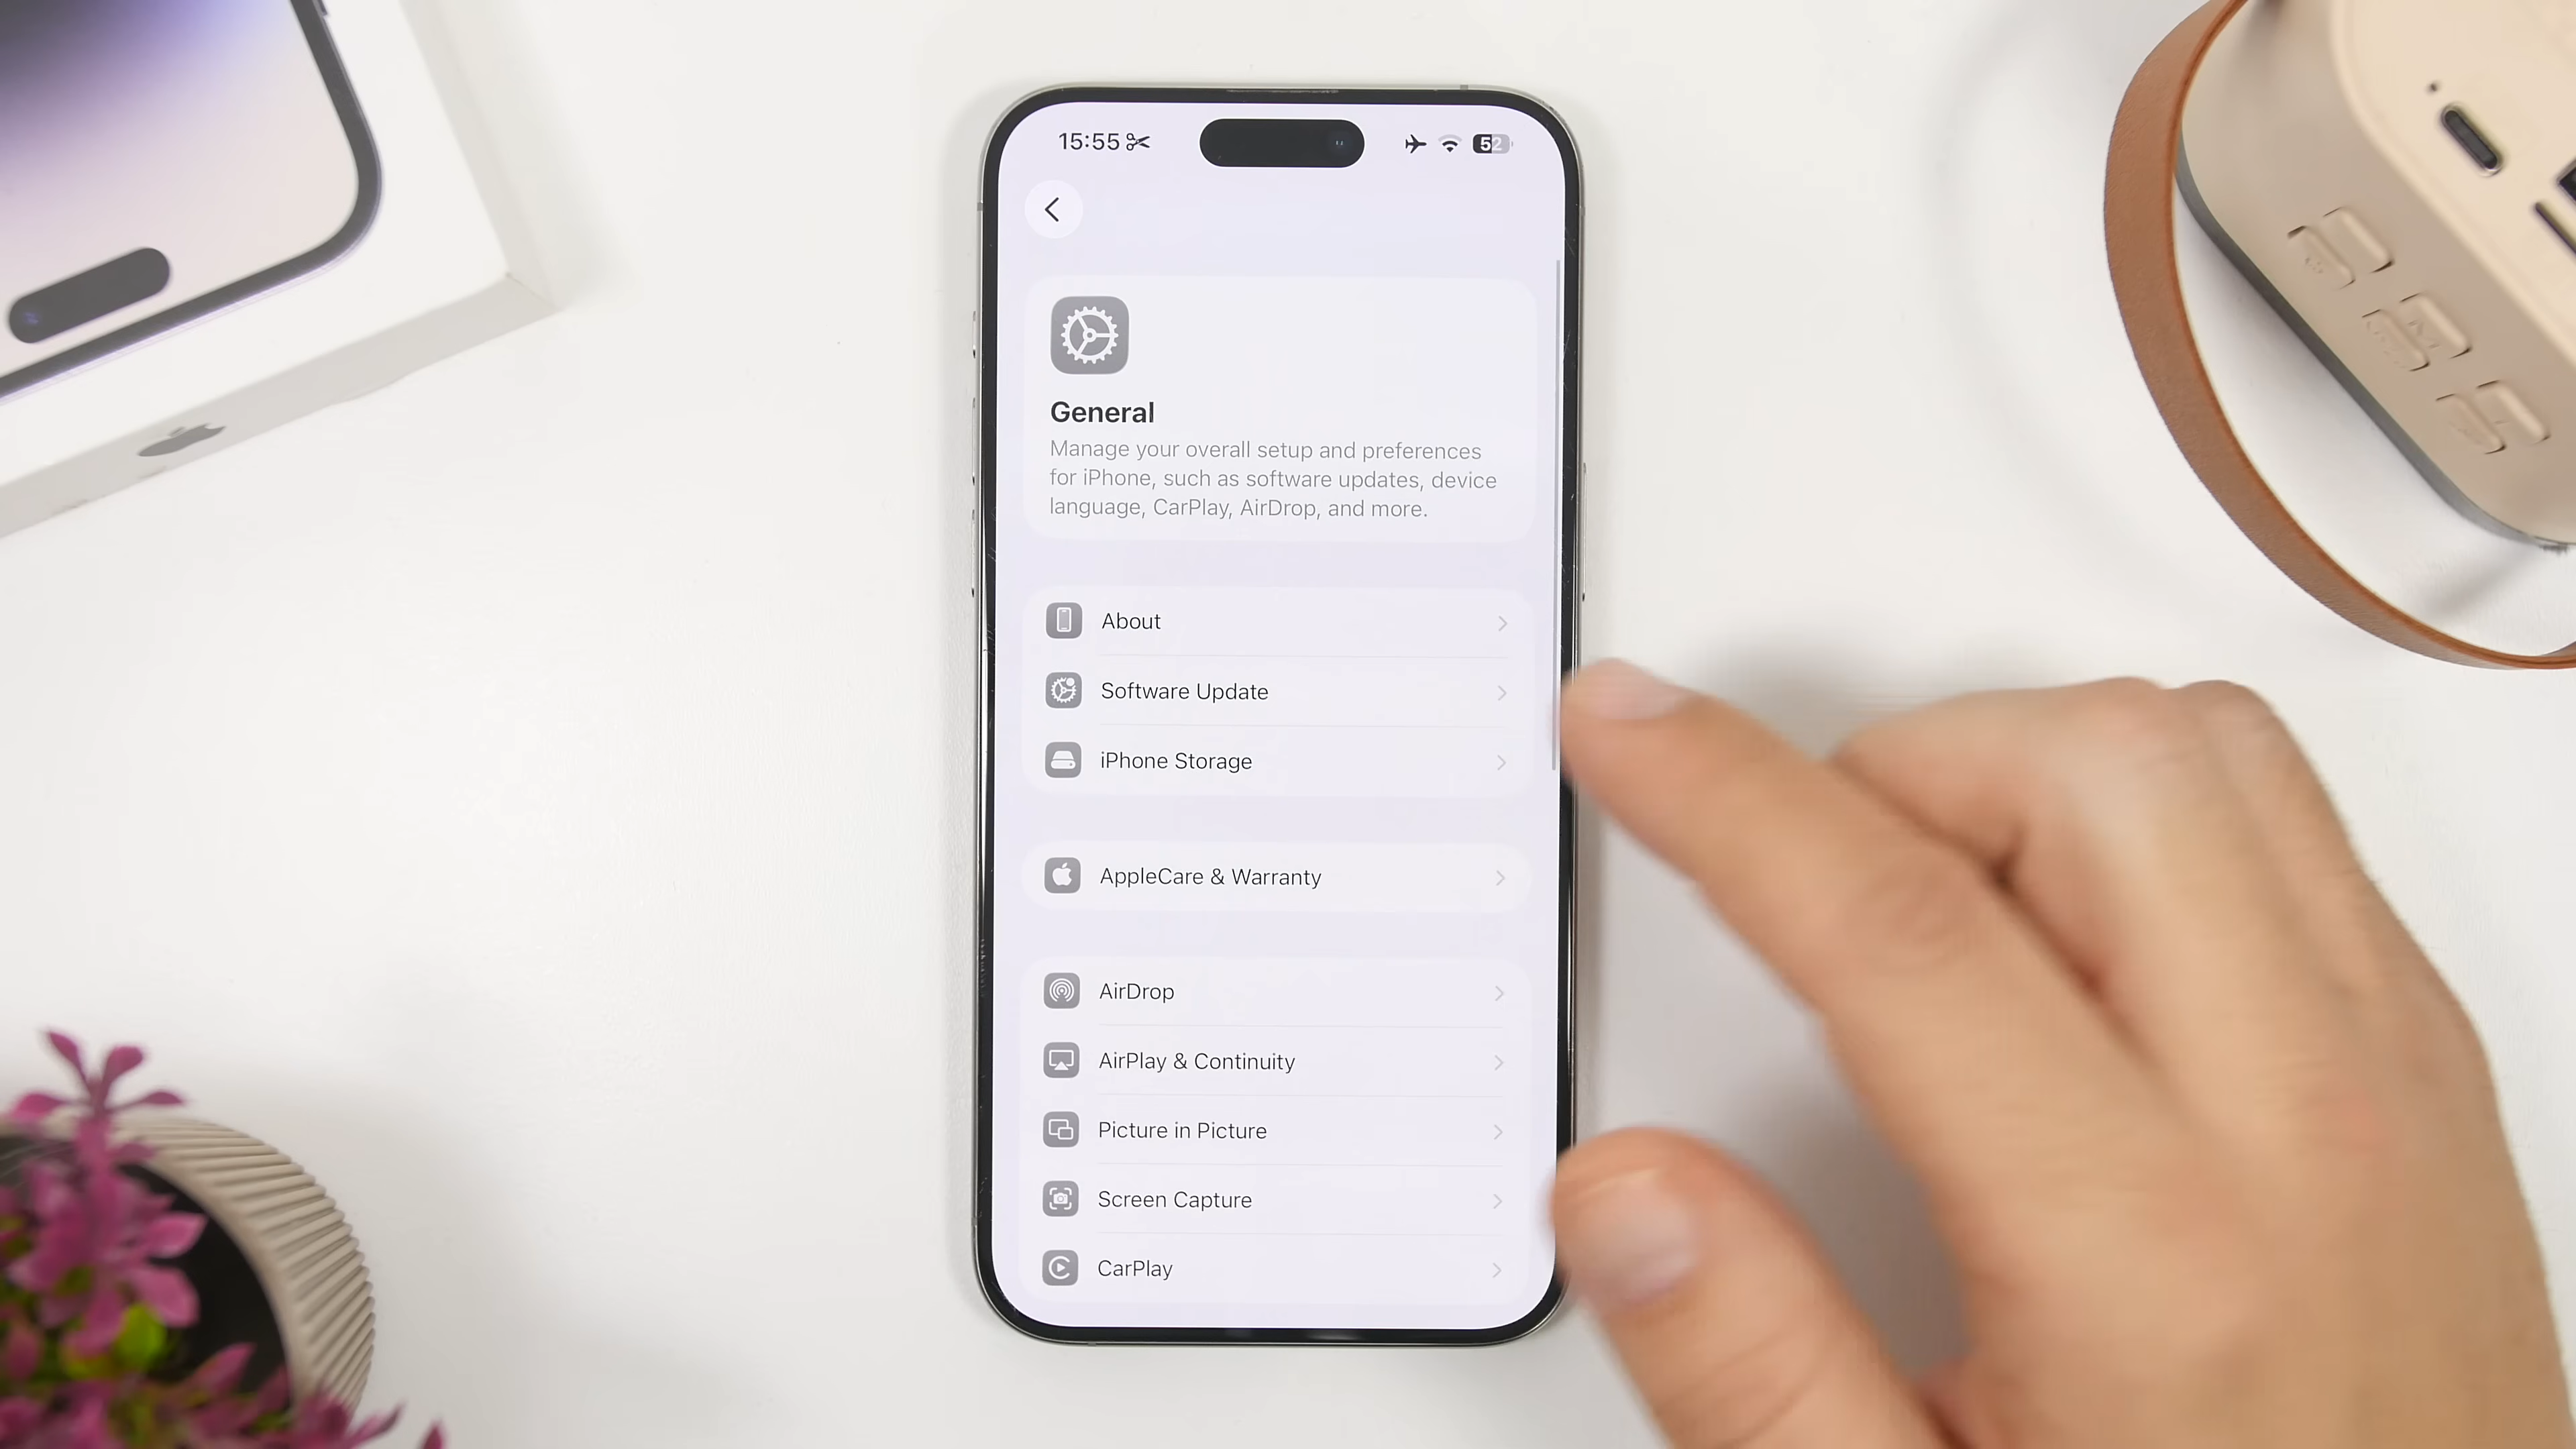 15:55
52
General
Manage your overall setup and preferences
for iPhone, such as software updates, device
language, CarPlay, AirDrop, and more.
About
Software Update
iPhone Storage
AppleCare & Warranty
AirDrop
AirPlay & Continuity
Picture in Picture
Screen Capture
CarPlay